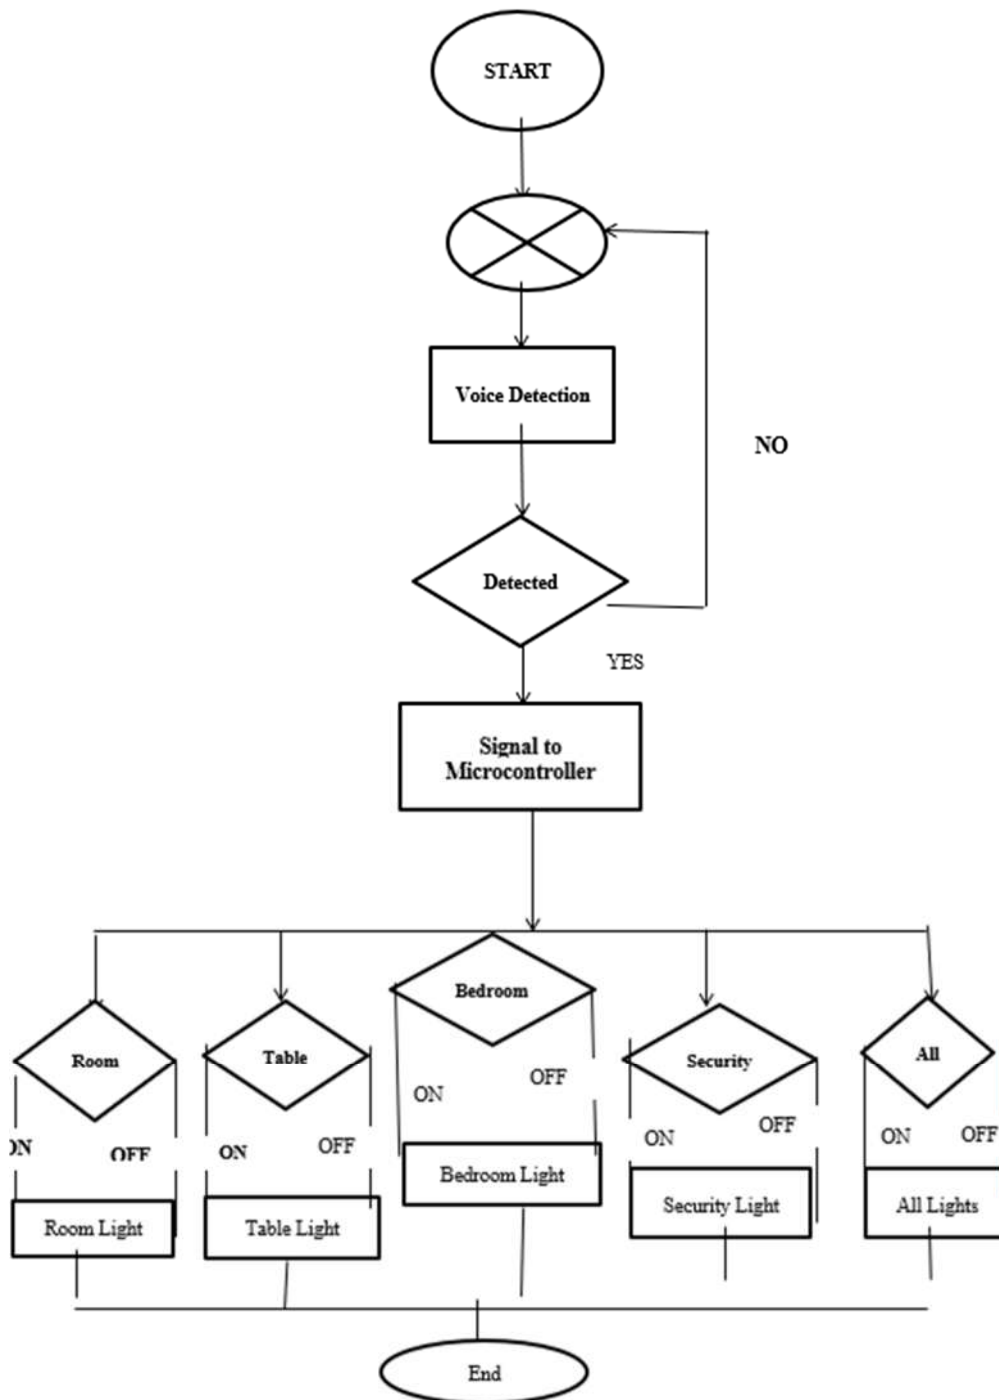 START
Voice Detection
NO
Detected
YES
Signal to
Microcontroller
Bedroom
Room
Table
Security
All
ON
OFF
ON
OFF
ON
OFF
ON
OFF
ON
OFF
Bedroom Light
Room Light
Table Light
Security Light
All Lights
End